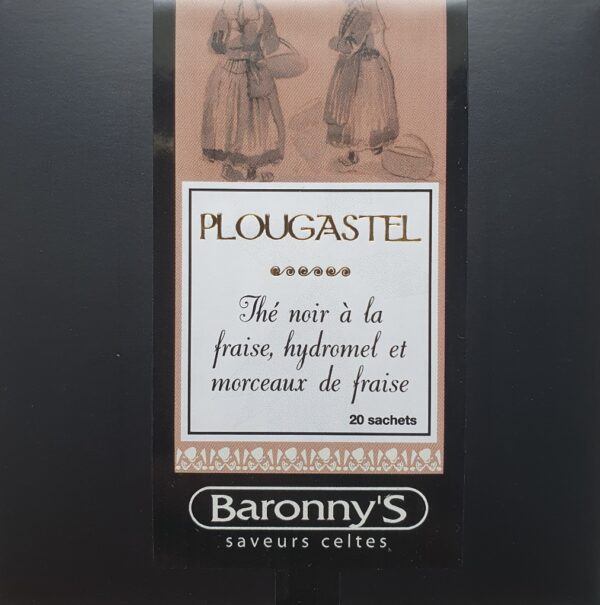 PLOUGASTEL
Thé noir à la
fraise, hydromel et
morceaux de fraise
20 sachets
Baronny'S
saveurs celtes